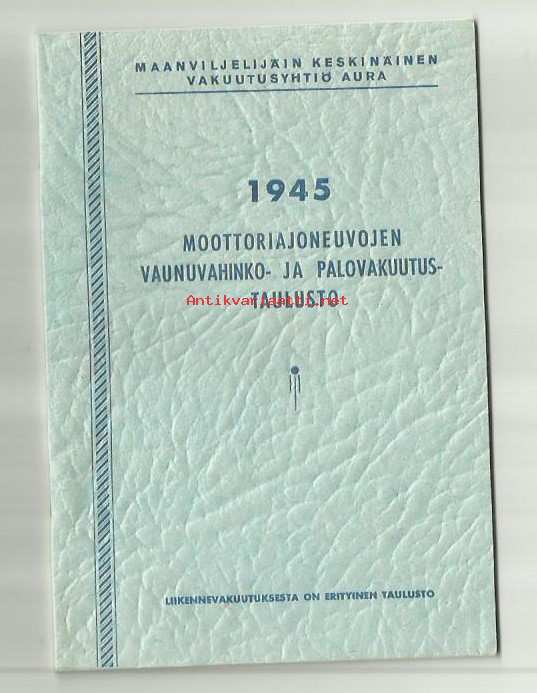 MAANVILJELIJÄIN KESKINÄINEN
VAKUUTUSYHTIÖ AURA
1945
MOOTTORIAJONEUVOJEN
VAUNUVAHINKO- JA PALOVAKUUTUS-
Antikvariaatti.net
TAULUSTO
LIIKENNEVAKUUTUKSESTA ON ERITYINEN TAULUSTO